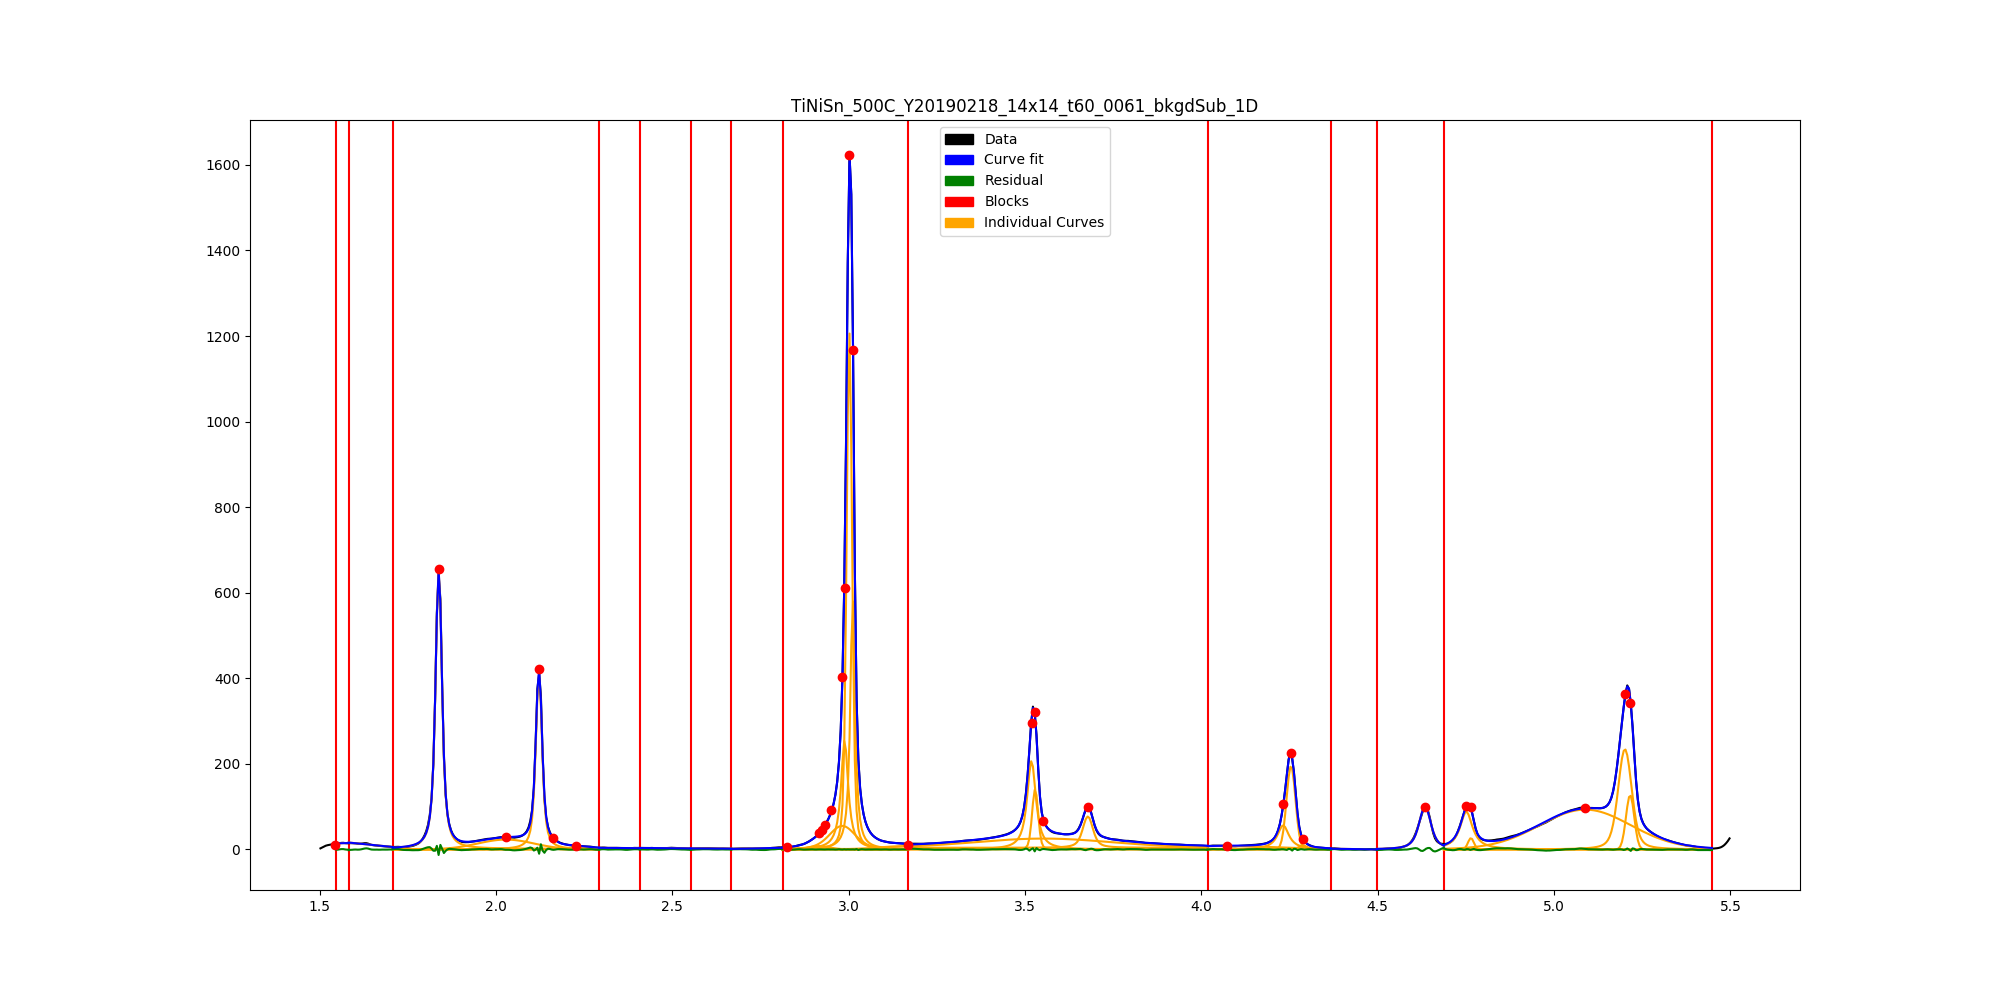 TiNiSn_500C_Y20190218_14x14_t60_0061_bkgdSub_1D
Data
Curve fit
Residual
Blocks
Individual Curves
1600
1400
1200
1000
800
600
400
200
0
1.5 2.0 2.5 3.0 3.5 4.0 4.5 5.0 5.5